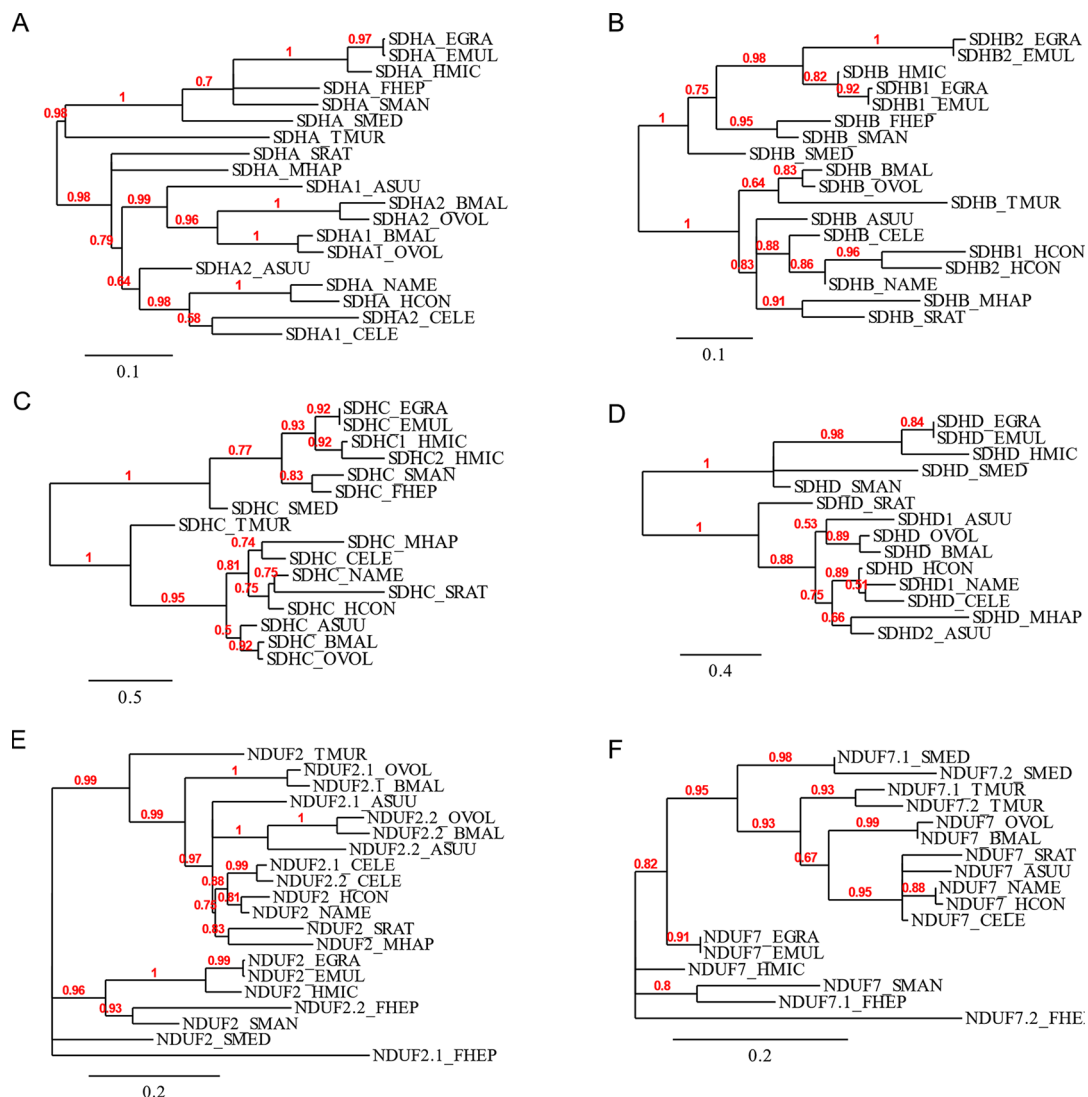 A
0.97
SDHA_EGRA
1
SDHA_EMUL
SDHA_HMIC
0.7
SDHA_FHEP
1
SDHA_SMAN
0.98
SDHA_SMED
SDHA_TMUR
SDHA_SRAT
SDHA_MHAP
0.98
0.99
SDHA1_ASUU
1
SDHA2_BMAL
0.96
SDHA2_OVOL
1
SDHA1_BMAL
0.79
SDHA1_OVOL
SDHA2_ASUU
0.64
1
SDHA_NAME
0.98
SDHA_HCON
0.58
SDHA2_CELE
SDHA1_CELE
0.1
B
1
SDHB2_EGRA
0.98
SDHB2_EMUL
0.82
SDHB_HMIC
0.75
0.92
SDHB1_EGRA
SDHB1_EMUL
0.95
SDHB_FHEP
1
SDHB_SMAN
SDHB_SMED
0.83
SDHB_BMAL
0.64
SDHB_OVOL
SDHB_TMUR
1
SDHB_ASUU
0.88
SDHB_CELE
0.96
SDHB1_HCON
0.83
0.86
SDHB2_HCON
SDHB_NAME
0.91
SDHB_MHAP
SDHB_SRAT
0.1
C
0.92
SDHC_EGRA
0.93
SDHC_EMUL
0.92
SDHC1_HMIC
0.77
SDHC2_HMIC
0.83
SDHC_SMAN
1
SDHC_FHEP
SDHC_SMED
SDHC_TMUR
0.74
SDHC_MHAP
1
0.81
SDHC_CELE
0.75
SDHC_NAME
0.75
SDHC_SRAT
0.95
SDHC_HCON
SDHC_ASUU
0.5
0.92
SDHC_BMAL
SDHC_OVOL
0.5
D
0.84
SDHD_EGRA
0.98
SDHD_EMUL
SDHD_HMIC
1
SDHD_SMED
SDHD_SMAN
SDHD_SRAT
0.53
SDHD1_ASUU
1
0.89
SDHD_OVOL
SDHD_BMAL
0.88
0.89
SDHD_HCON
0.51
SDHD1_NAME
0.75
SDHD_CELE
0.66
SDHD_MHAP
SDHD2_ASUU
0.4
E
NDUF2_TMUR
0.99
1
NDUF2.1_OVOL
NDUF2.1_BMAL
0.99
NDUF2.1_ASUU
1
NDUF2.2_OVOL
1
NDUF2.2_BMAL
0.97
NDUF2.2_ASUU
0.99
NDUF2.1_CELE
0.88
NDUF2.2_CELE
0.81
NDUF2_HCON
0.75
NDUF2_NAME
0.83
NDUF2_SRAT
NDUF2_MHAP
0.99
NDUF2_EGRA
1
NDUF2_EMUL
0.96
NDUF2_HMIC
0.93
NDUF2.2_FHEP
NDUF2_SMAN
NDUF2_SMED
NDUF2.1_FHEP
0.2
F
0.98
NDUF7.1_SMED
NDUF7.2_SMED
0.95
0.93
NDUF7.1_TMUR
NDUF7.2_TMUR
0.93
0.99
NDUF7_OVOL
NDUF7_BMAL
0.82
0.67
NDUF7_SRAT
NDUF7_ASUU
0.95
0.88
NDUF7_NAME
NDUF7_HCON
NDUF7_CELE
0.91
NDUF7_EGRA
NDUF7_EMUL
NDUF7_HMIC
0.8
NDUF7_SMAN
NDUF7.1_FHEP
NDUF7.2_FHE
0.2